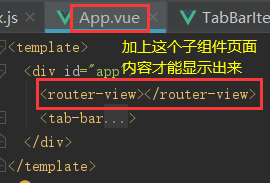 x.js App.vue TabBarIte
<template>
加上这个子组件页面
<div id="app"
内容才能显示出来
<router-view></router-view>
<tab-bar...>
</div>
</template>